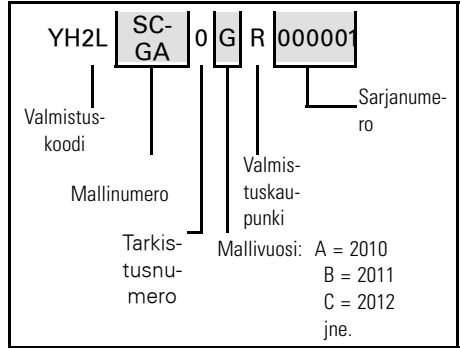 YH2L SC-GA 0 G R 000001
Valmistus-
koodi
Sarjanume-
ro
Mallinumero
Valmis-
tuskau-
punki
Tarkis-
tusnu-
mero
Mallivuosi: A = 2010
B = 2011
C = 2012
jne.